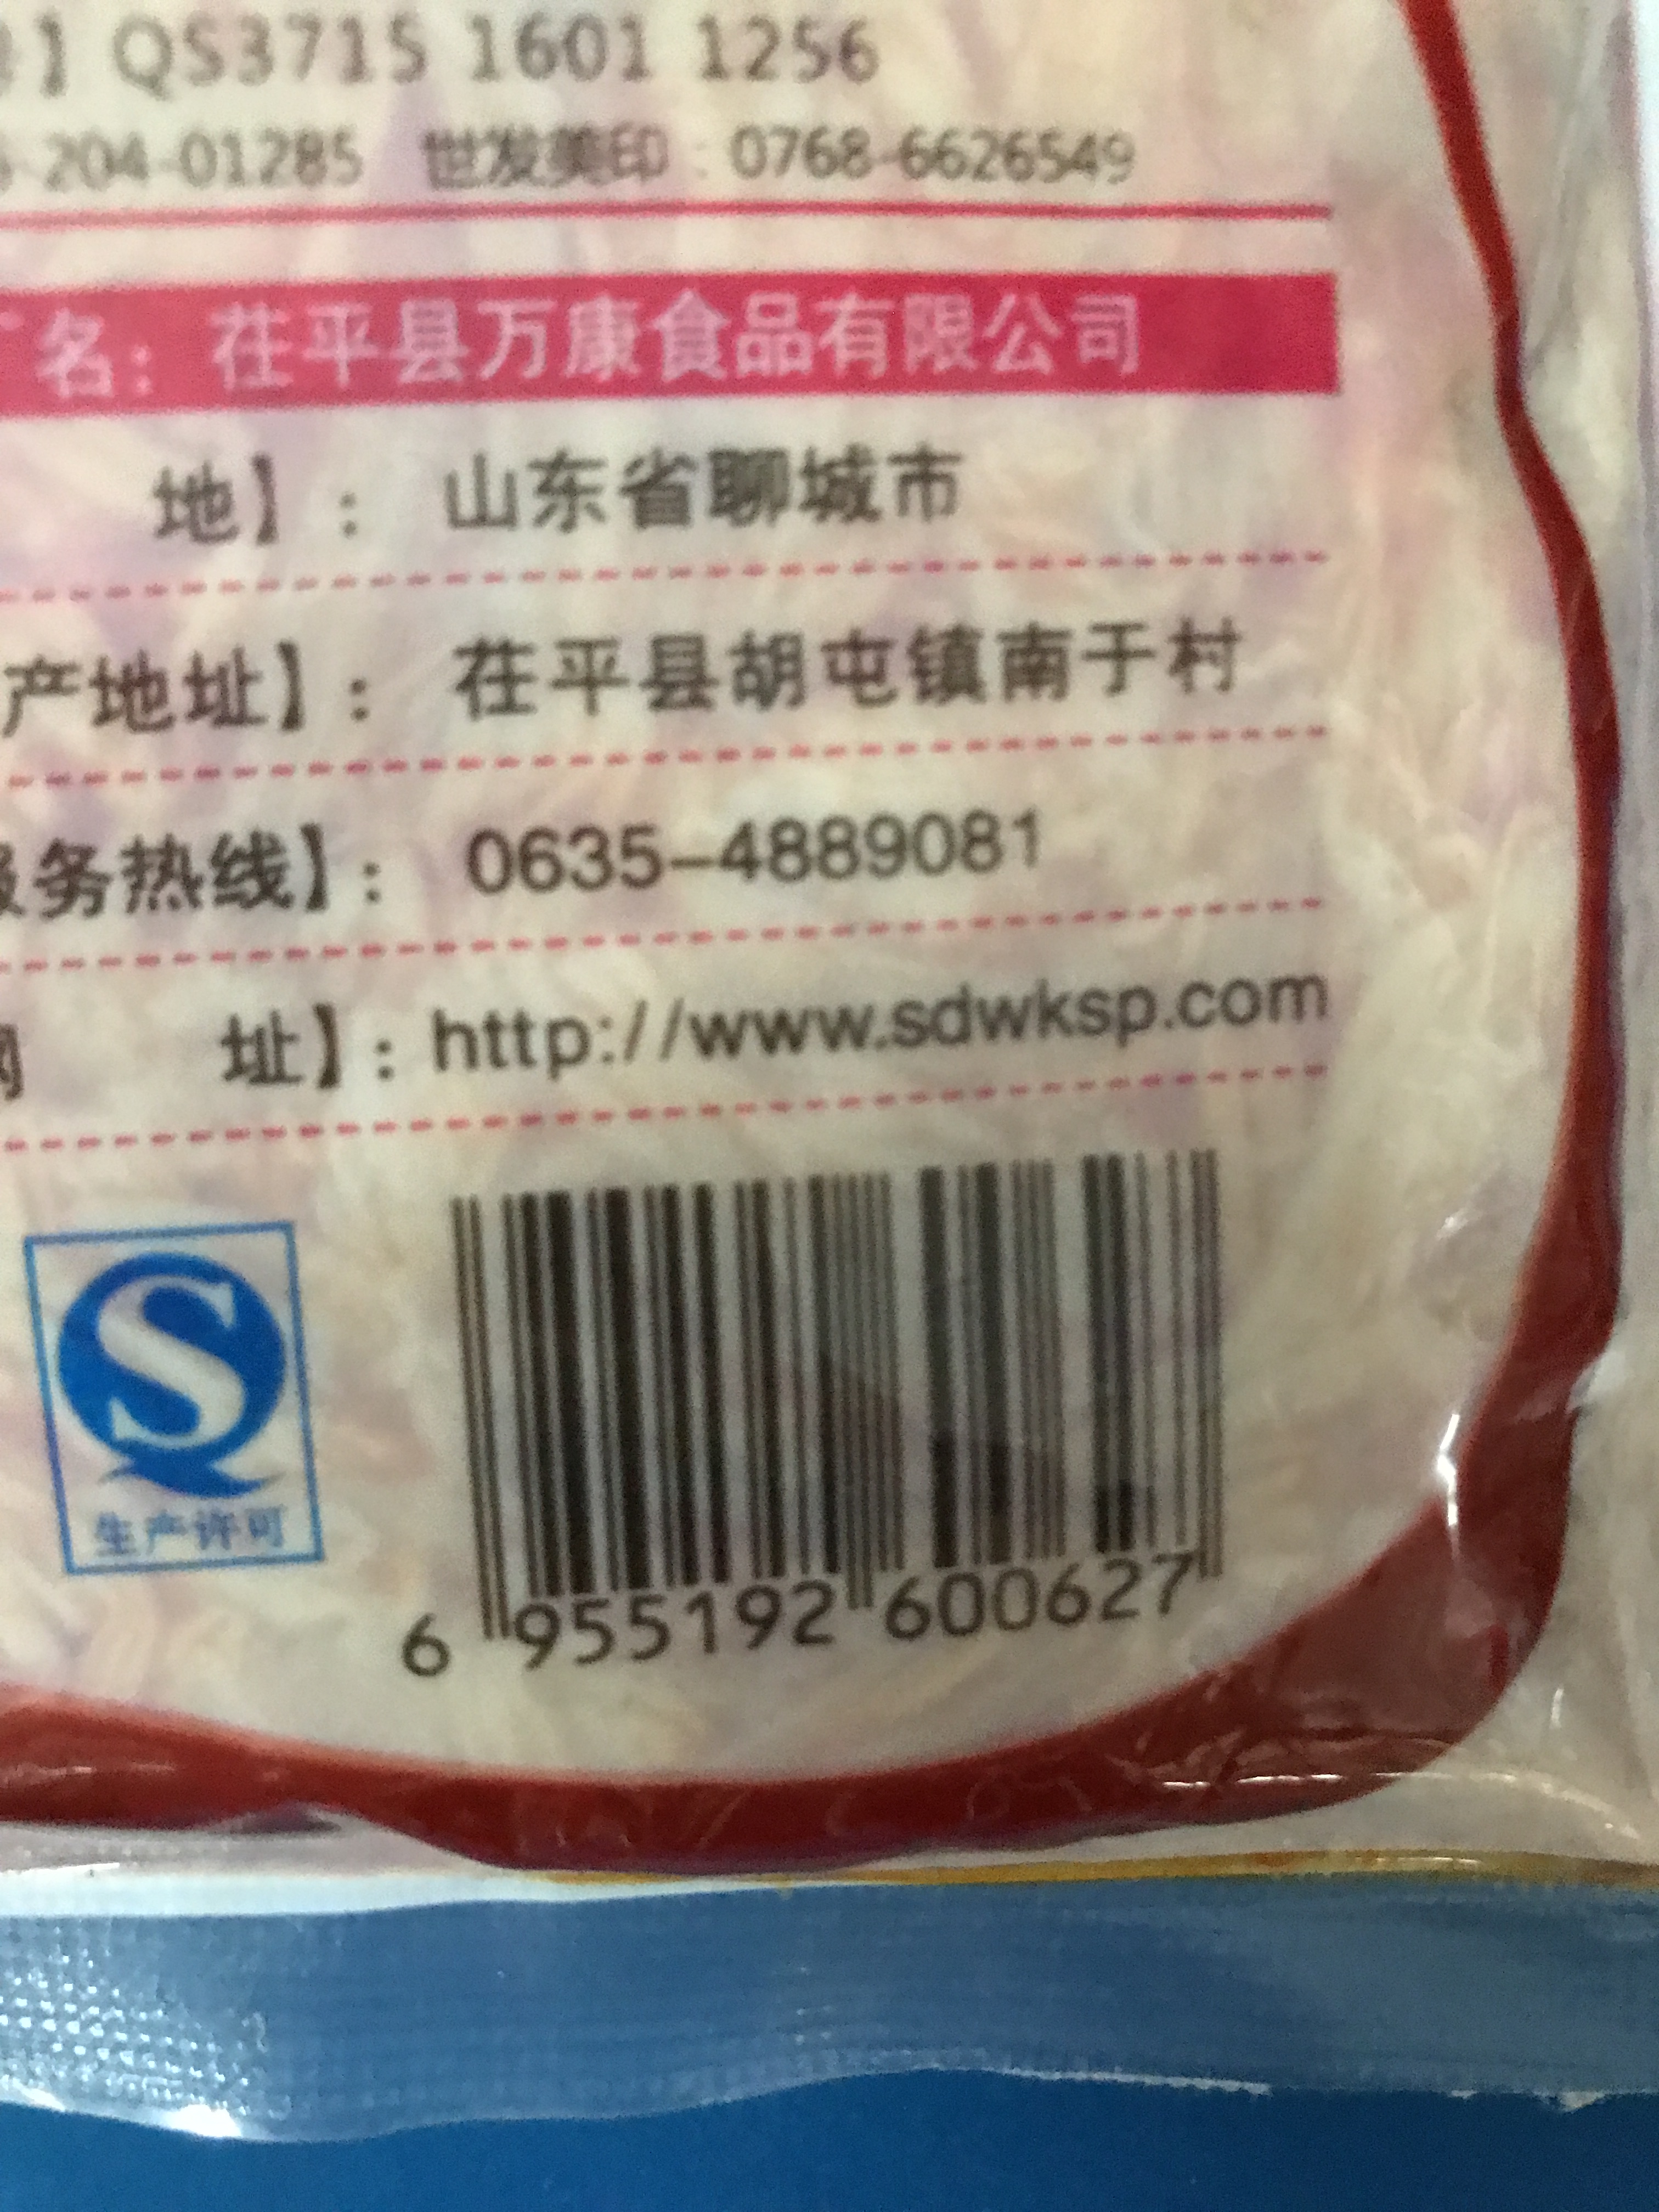 】 QS3715 1601 1256
-204-01285 世发美印：0768-6626549
名：茌平县万康食品有限公司
地】： 山东省聊城市
产地址】： 茌平县胡屯镇南于村
服务热线】： 0635-4889081
网 址】：http://www.sdwksp.com
S
生产许可
6 955192 600627